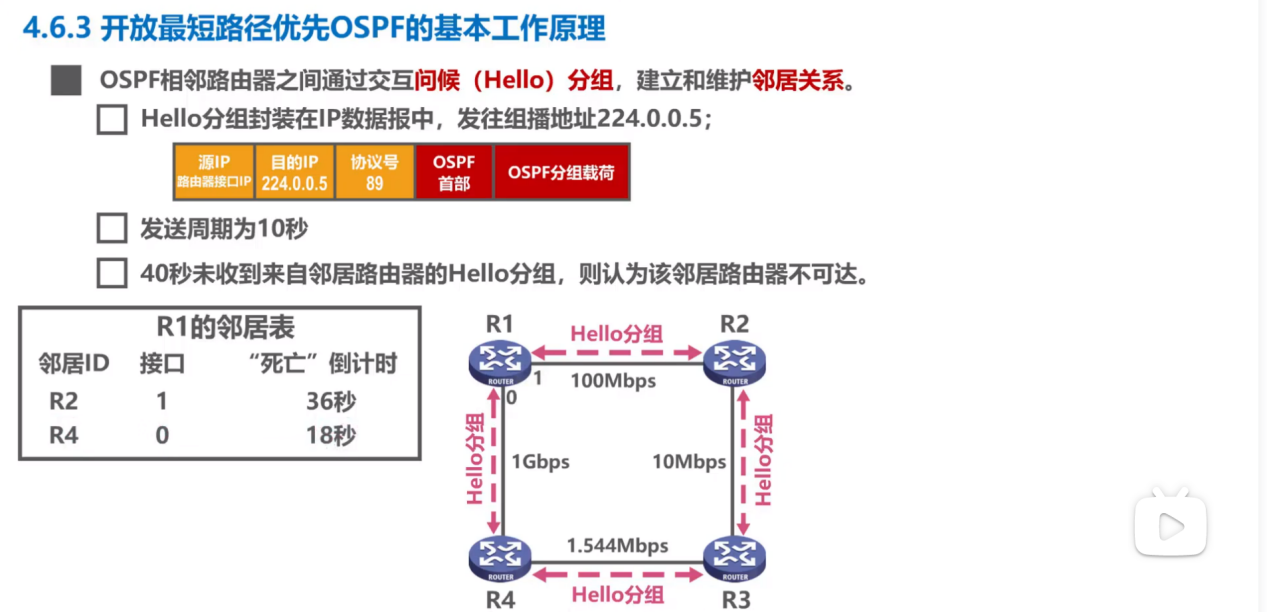 4.6.3 开放最短路径优先OSPF的基本工作原理
OSPF相邻路由器之间通过交互问候（Hello）分组，建立和维护邻居关系。
Hello分组封装在IP数据报中，发往组播地址224.0.0.5；
源IP 目的IP 协议号 OSPF OSPF分组载荷
路由器接口IP 224.0.0.5 89 首部
发送周期为10秒
40秒未收到来自邻居路由器的Hello分组，则认为该邻居路由器不可达。
R1的邻居表
邻居ID 接口 “死亡”倒计时
R2 1 36秒
R4 0 18秒
R1 Hello分组 R2
ROUTER 1 100Mbps ROUTER
0
Hello分组 1Gbps 10Mbps Hello分组
1.544Mbps
ROUTER ROUTER
R4 Hello分组 R3